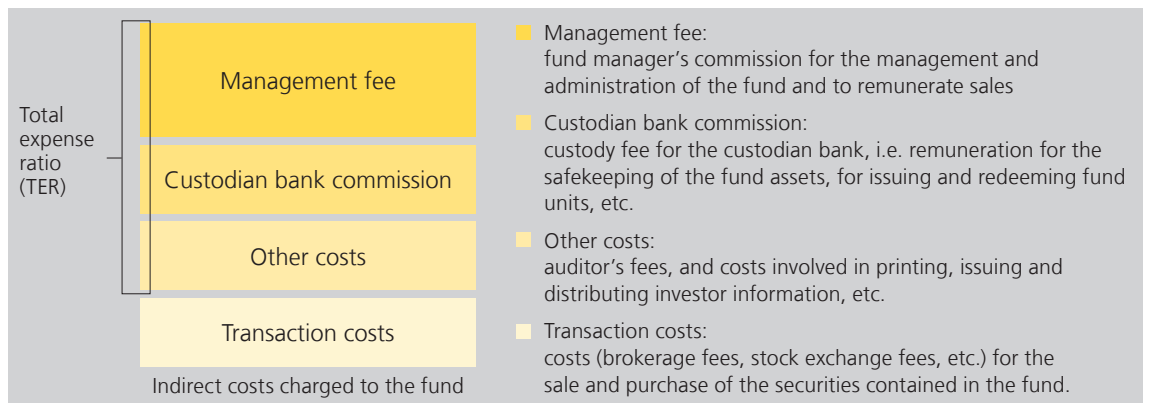 Total
expense
ratio
(TER)
Management fee
Custodian bank commission
Other costs
Transaction costs
Indirect costs charged to the fund
Management fee:
fund manager’s commission for the management and
administration of the fund and to remunerate sales
Custodian bank commission:
custody fee for the custodian bank, i.e. remuneration for the
safekeeping of the fund assets, for issuing and redeeming fund
units, etc.
Other costs:
auditor’s fees, and costs involved in printing, issuing and
distributing investor information, etc.
Transaction costs:
costs (brokerage fees, stock exchange fees, etc.) for the
sale and purchase of the securities contained in the fund.